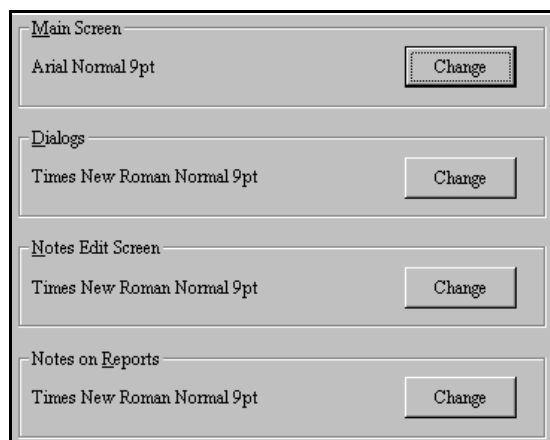 Main Screen
Arial Normal 9pt
Change
Dialogs
Times New Roman Normal 9pt
Change
Notes Edit Screen
Times New Roman Normal 9pt
Change
Notes on Reports
Times New Roman Normal 9pt
Change